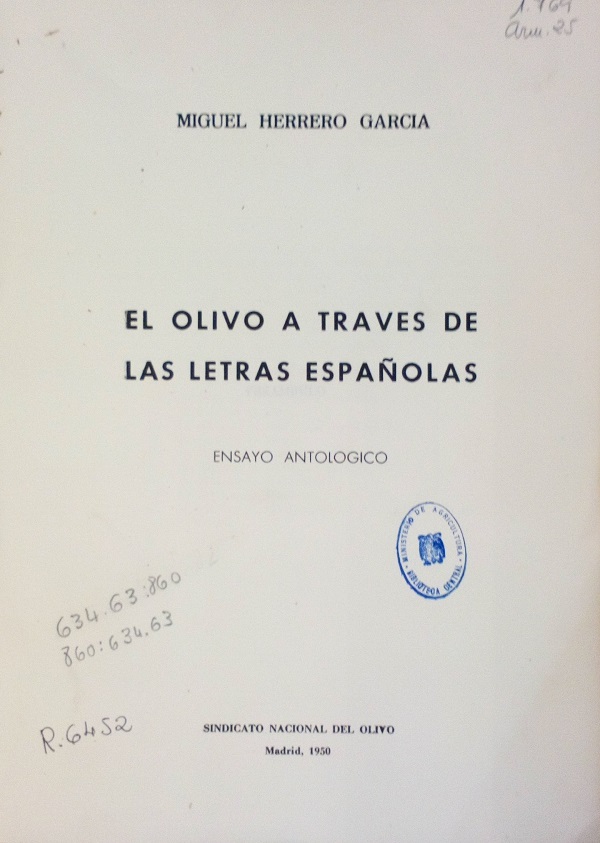 1.764
Arm. 25
MIGUEL HERRERO GARCIA
EL OLIVO A TRAVES DE
LAS LETRAS ESPAÑOLAS
ENSAYO ANTOLOGICO
MINISTERIO DE AGRICULTURA
BIBLIOTECA CENTRAL
634.63:860
860:634.63
R.6452
SINDICATO NACIONAL DEL OLIVO
Madrid, 1950